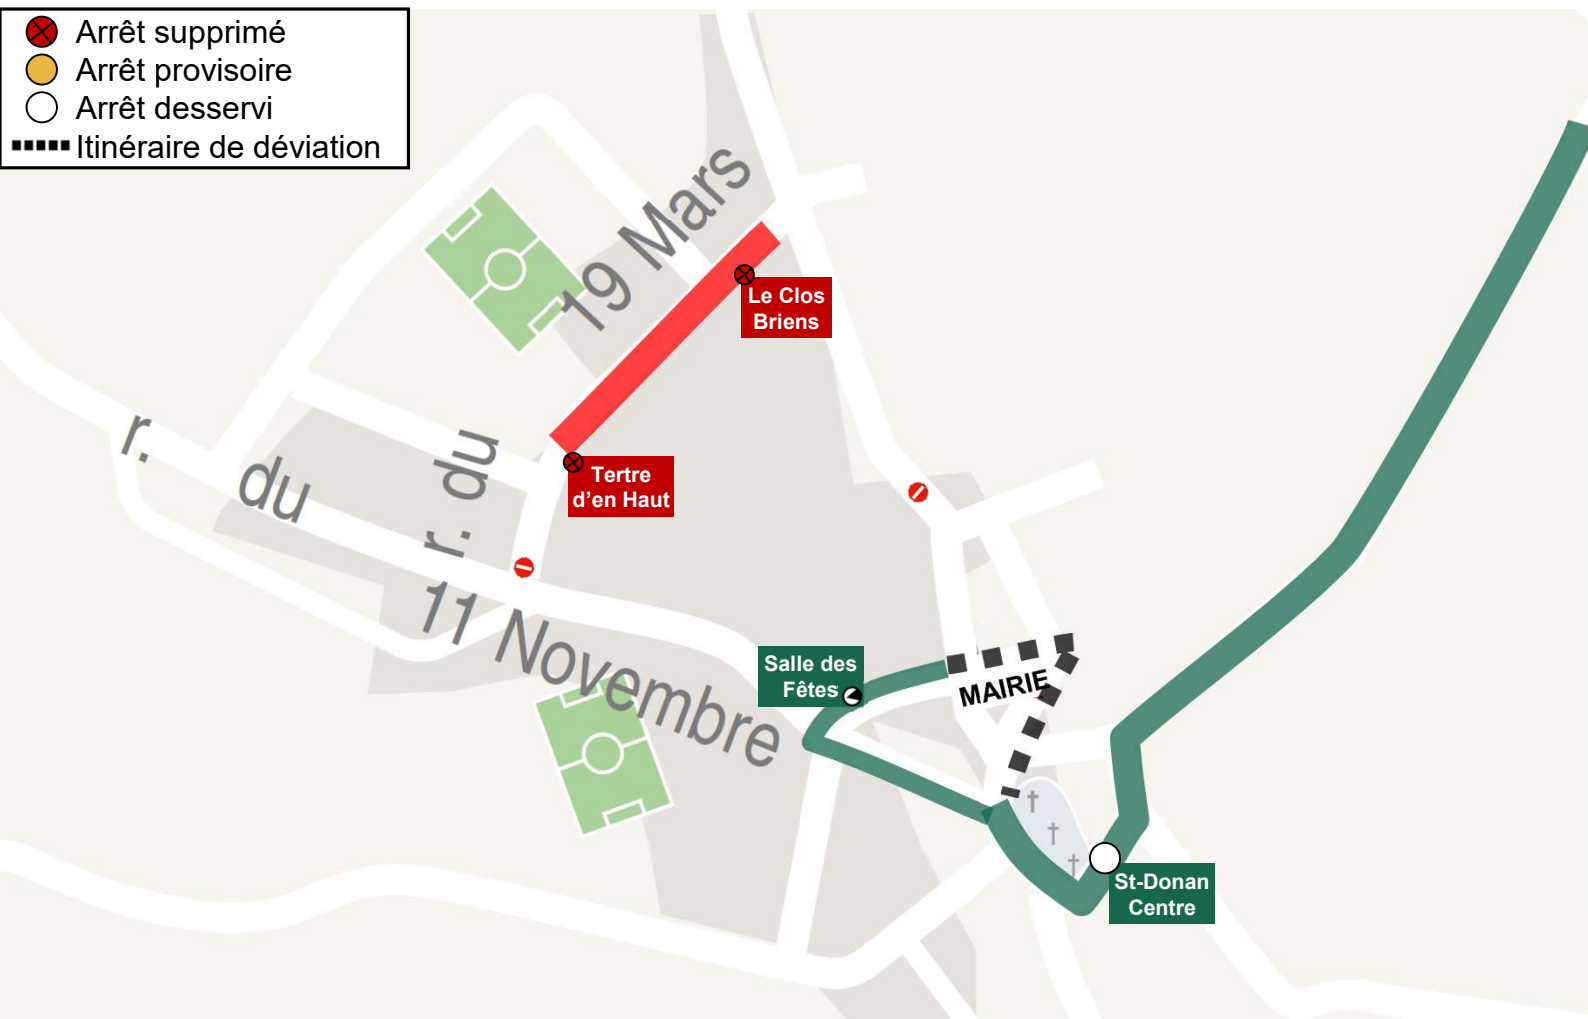 Arrêt supprimé
Arrêt provisoire
Arrêt desservi
Itinéraire de déviation
19 Mars
Le Clos
Briens
r. du
Tertre
d'en Haut
r. du 11 Novembre
Salle des
Fêtes
MAIRIE
St-Donan
Centre